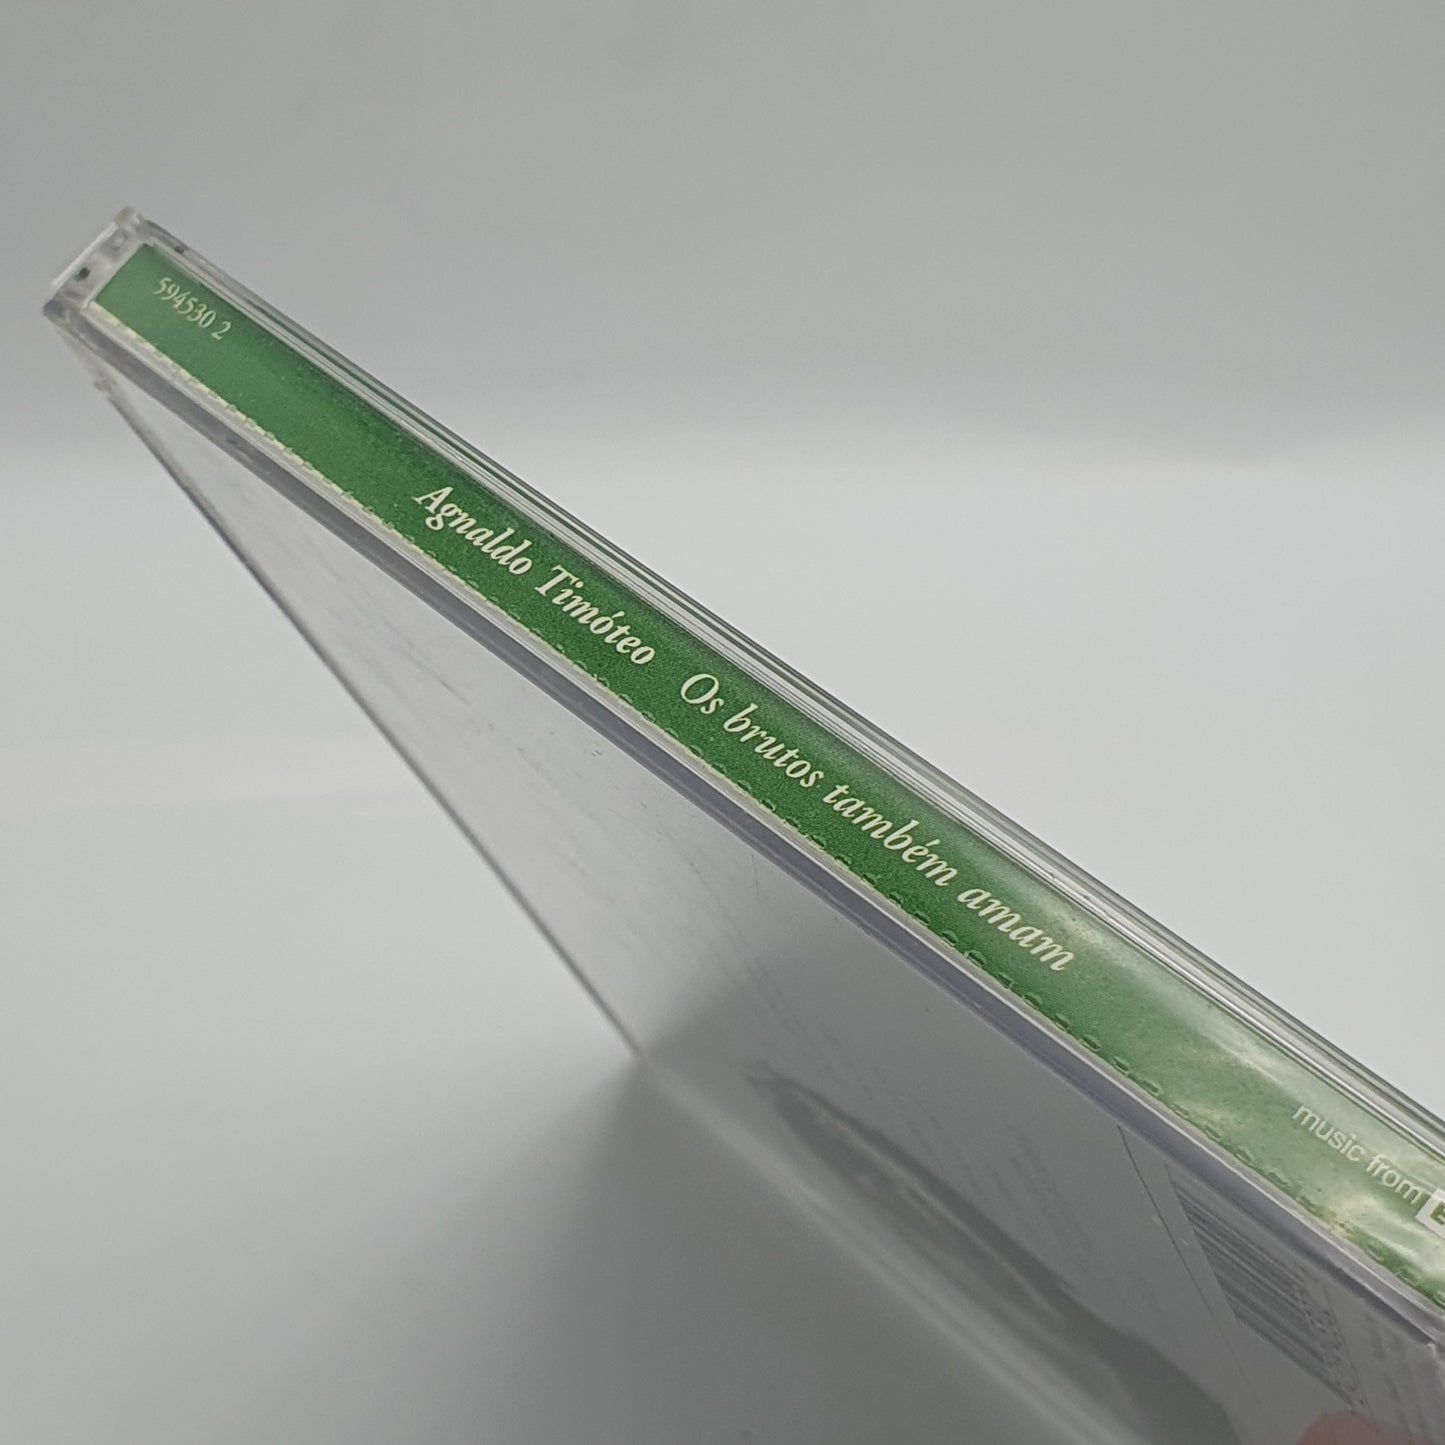 594530 2
Agnaldo Timóteo Os brutos também amam
music from